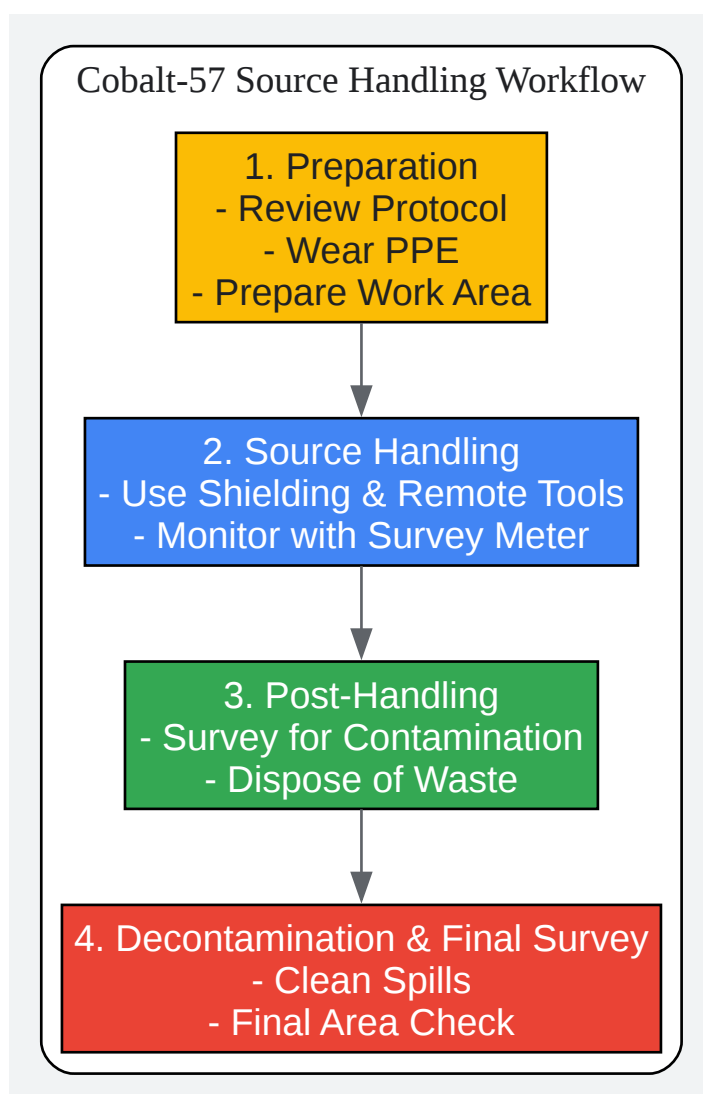 Cobalt-57 Source Handling Workflow
1. Preparation
- Review Protocol
- Wear PPE
- Prepare Work Area
2. Source Handling
- Use Shielding & Remote Tools
- Monitor with Survey Meter
3. Post-Handling
- Survey for Contamination
- Dispose of Waste
4. Decontamination & Final Survey
- Clean Spills
- Final Area Check